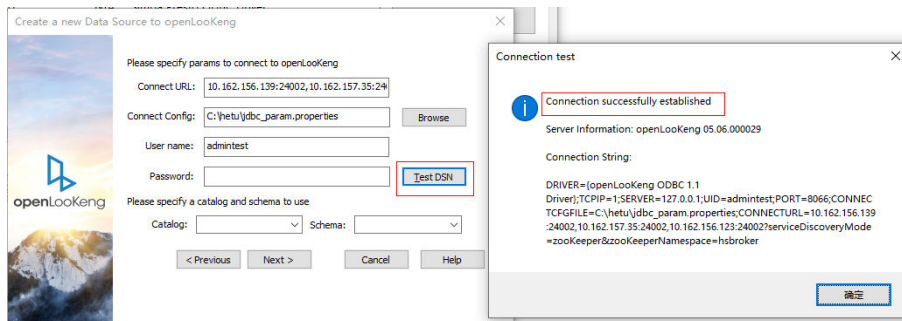 Create a new Data Source to openLooKeng
Please specify params to connect to openLooKeng
Connect URL: 10.162.156.139:24002,10.162.157.35:24
Connect Config: C:\hetu\jdbc_param.properties Browse
User name: admintest
Password: Test DSN
openLooKeng
Please specify a catalog and schema to use
Catalog: Schema:
< Previous Next > Cancel Help
Connection test
Connection successfully established
Server Information: openLooKeng 05.06.000029
Connection String:
DRIVER={openLooKeng ODBC 1.1
Driver};TCPIP=1;SERVER=127.0.0.1;UID=admintest;PORT=8066;CONNEC
TCFGFILE=C:\hetu\jdbc_param.properties;CONNECTURL=10.162.156.139
:24002,10.162.157.35:24002,10.162.156.123:24002?serviceDiscoveryMode
=zooKeeper&zooKeeperNamespace=hsbroker
确定